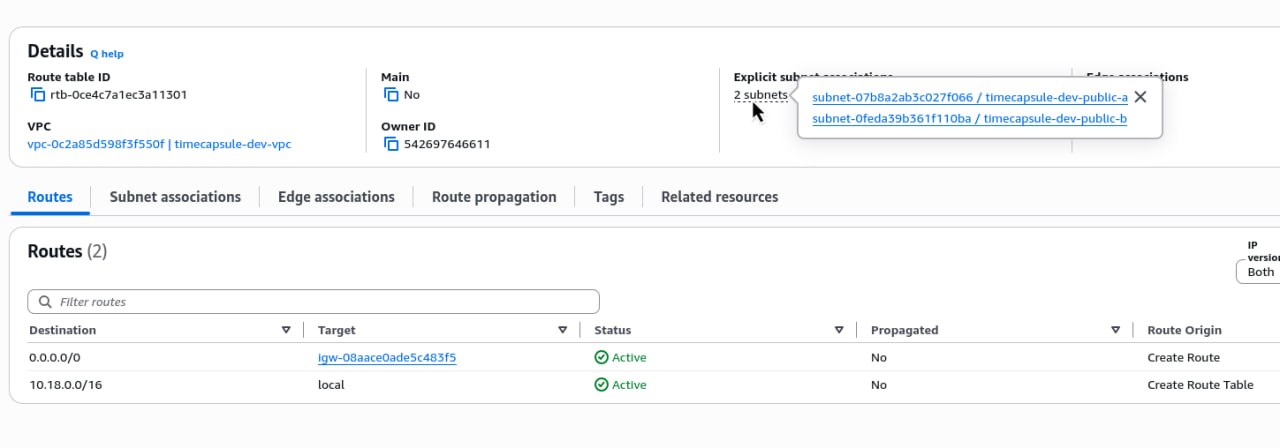 Details Q help
Route table ID
rtb-0ce4c7a1ec3a11301
Main
No
Explicit subnet associations
2 subnets
Edge associations
subnet-07b8a2ab3c027f066 / timecapsule-dev-public-a
subnet-0feda39b361f110ba / timecapsule-dev-public-b
VPC
vpc-0c2a85d598f3f550f | timecapsule-dev-vpc
Owner ID
542697646611
Routes Subnet associations Edge associations Route propagation Tags Related resources
Routes (2)
IP
version
Both
Filter routes
Destination Target Status Propagated Route Origin
0.0.0.0/0 igw-08aace0ade5c483f5 Active No Create Route
10.18.0.0/16 local Active No Create Route Table